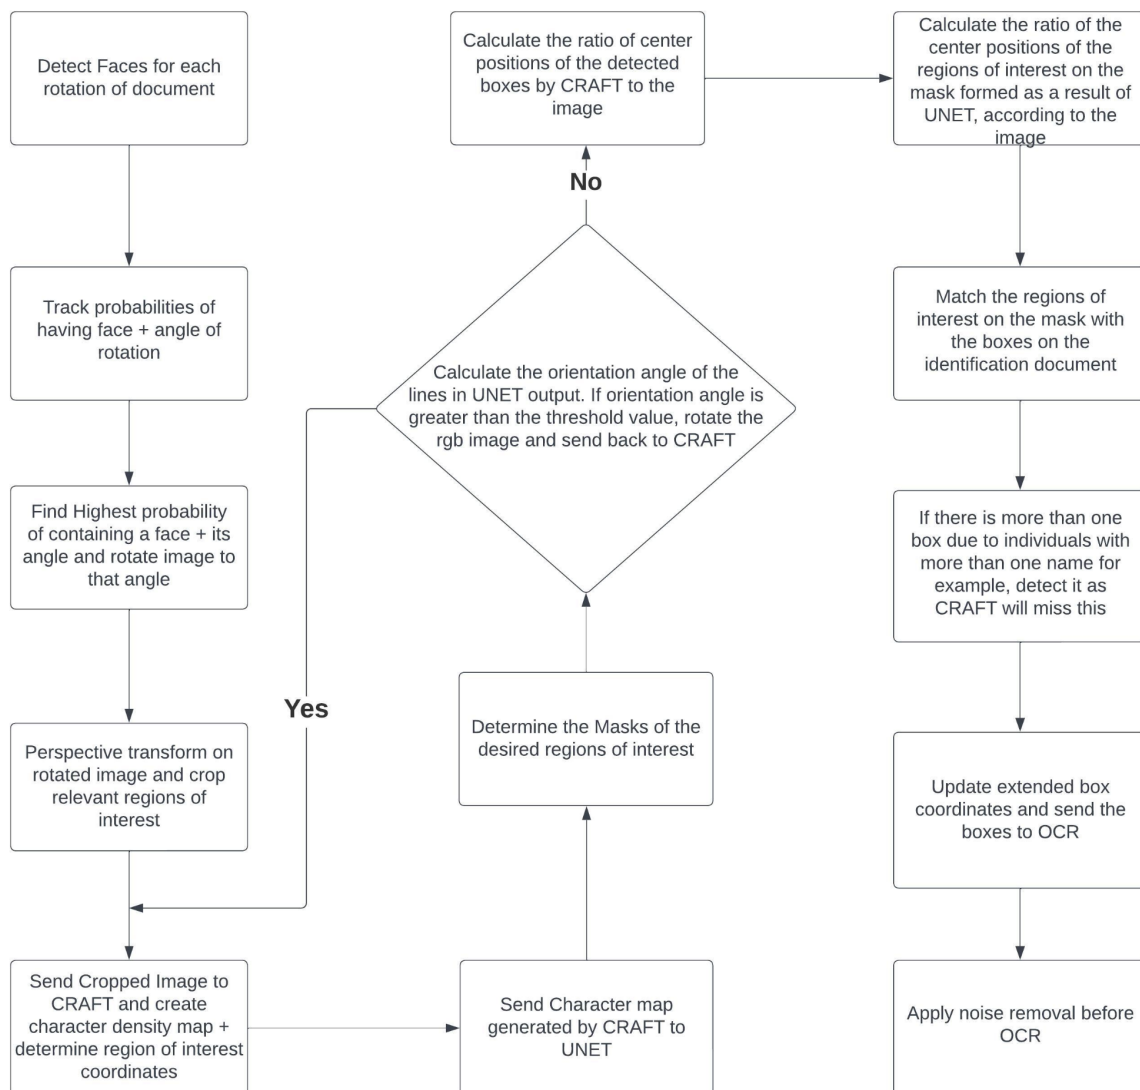 Detect Faces for each
rotation of document
Track probabilities of
having face + angle of
rotation
Find Highest probability
of containing a face + its
angle and rotate image to
that angle
Perspective transform on
rotated image and crop
relevant regions of
interest
Send Cropped Image to
CRAFT and create
character density map +
determine region of interest
coordinates
Send Character map
generated by CRAFT to
UNET
Determine the Masks of the
desired regions of interest
Calculate the orientation angle of the
lines in UNET output. If orientation angle is
greater than the threshold value, rotate the
rgb image and send back to CRAFT
Yes
No
Calculate the ratio of center
positions of the detected
boxes by CRAFT to the
image
Calculate the ratio of the
center positions of the
regions of interest on the
mask formed as a result of
UNET, according to the
image
Match the regions of
interest on the mask with
the boxes on the
identification document
If there is more than one
box due to individuals with
more than one name for
example, detect it as
CRAFT will miss this
Update extended box
coordinates and send the
boxes to OCR
Apply noise removal before
OCR